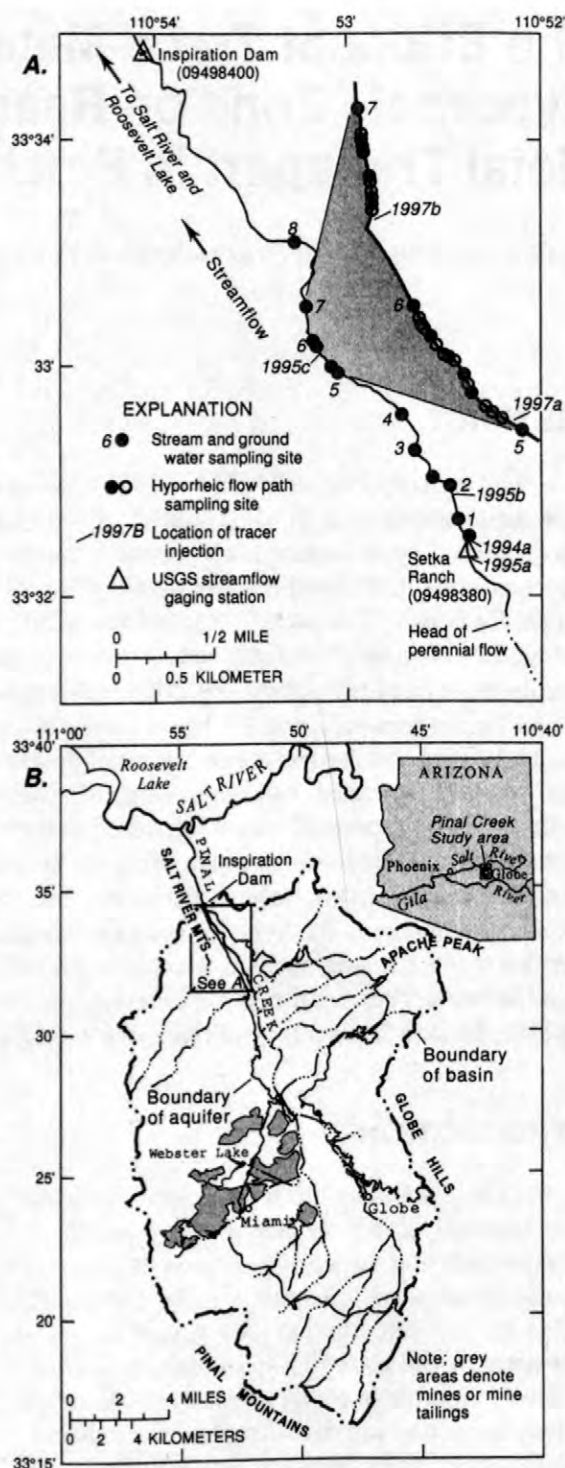 110°54'
53'
110°52'
A.
Inspiration Dam
(09498400)
To Salt River and
Roosevelt Lake
33°34'
7
1997b
8
Streamflow
7
6
6
33'
1995c
5
1997a
5
EXPLANATION
6 Stream and ground
water sampling site
Hyporheic flow path
sampling site
1997B Location of tracer
injection
USGS streamflow
gaging station
4
3
2
1995b
1
1994a
1995a
Setka
Ranch
(09498380)
33°32'
0 1/2 MILE
0 0.5 KILOMETER
Head of
perennial flow
111°00'
55'
50'
45'
110°40'
33°40'
B.
Roosevelt
Lake
SALT RIVER
PINAL
CREEK
SALT RIVER MTS.
Inspiration
Dam
See A
ARIZONA
Pinal Creek
Study area
Phoenix
Salt
River
Globe
Gila
River
35'
APACHE PEAK
30'
Boundary
of basin
Boundary
of aquifer
GLOBE
HILLS
Webster Lake
25'
Globe
Miami
20'
PINAL MOUNTAINS
Note; grey
areas denote
mines or mine
tailings
0 2 4 MILES
0 2 4 KILOMETERS
33°15'